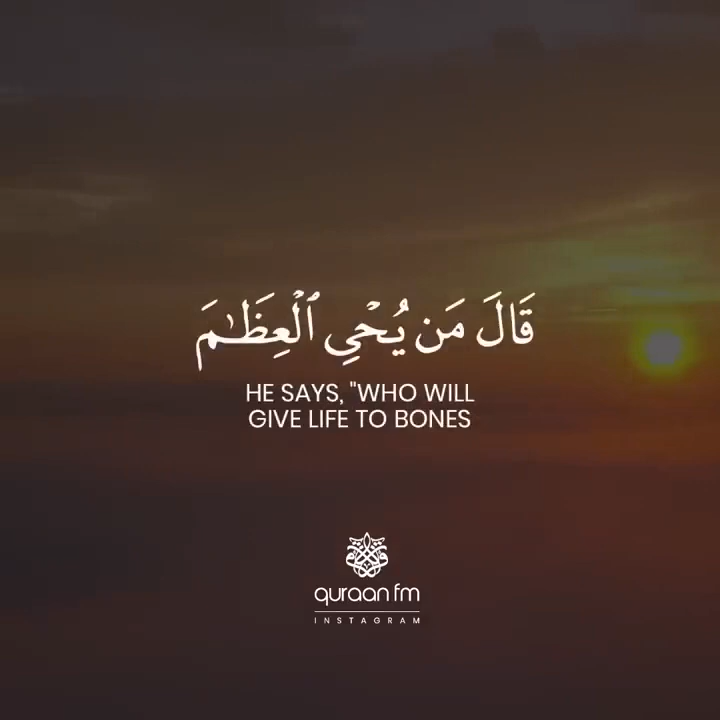 قَالَ مَن يُحْيِ ٱلْعِظَـٰمَ
HE SAYS, "WHO WILL
GIVE LIFE TO BONES
quraan fm
INSTAGRAM